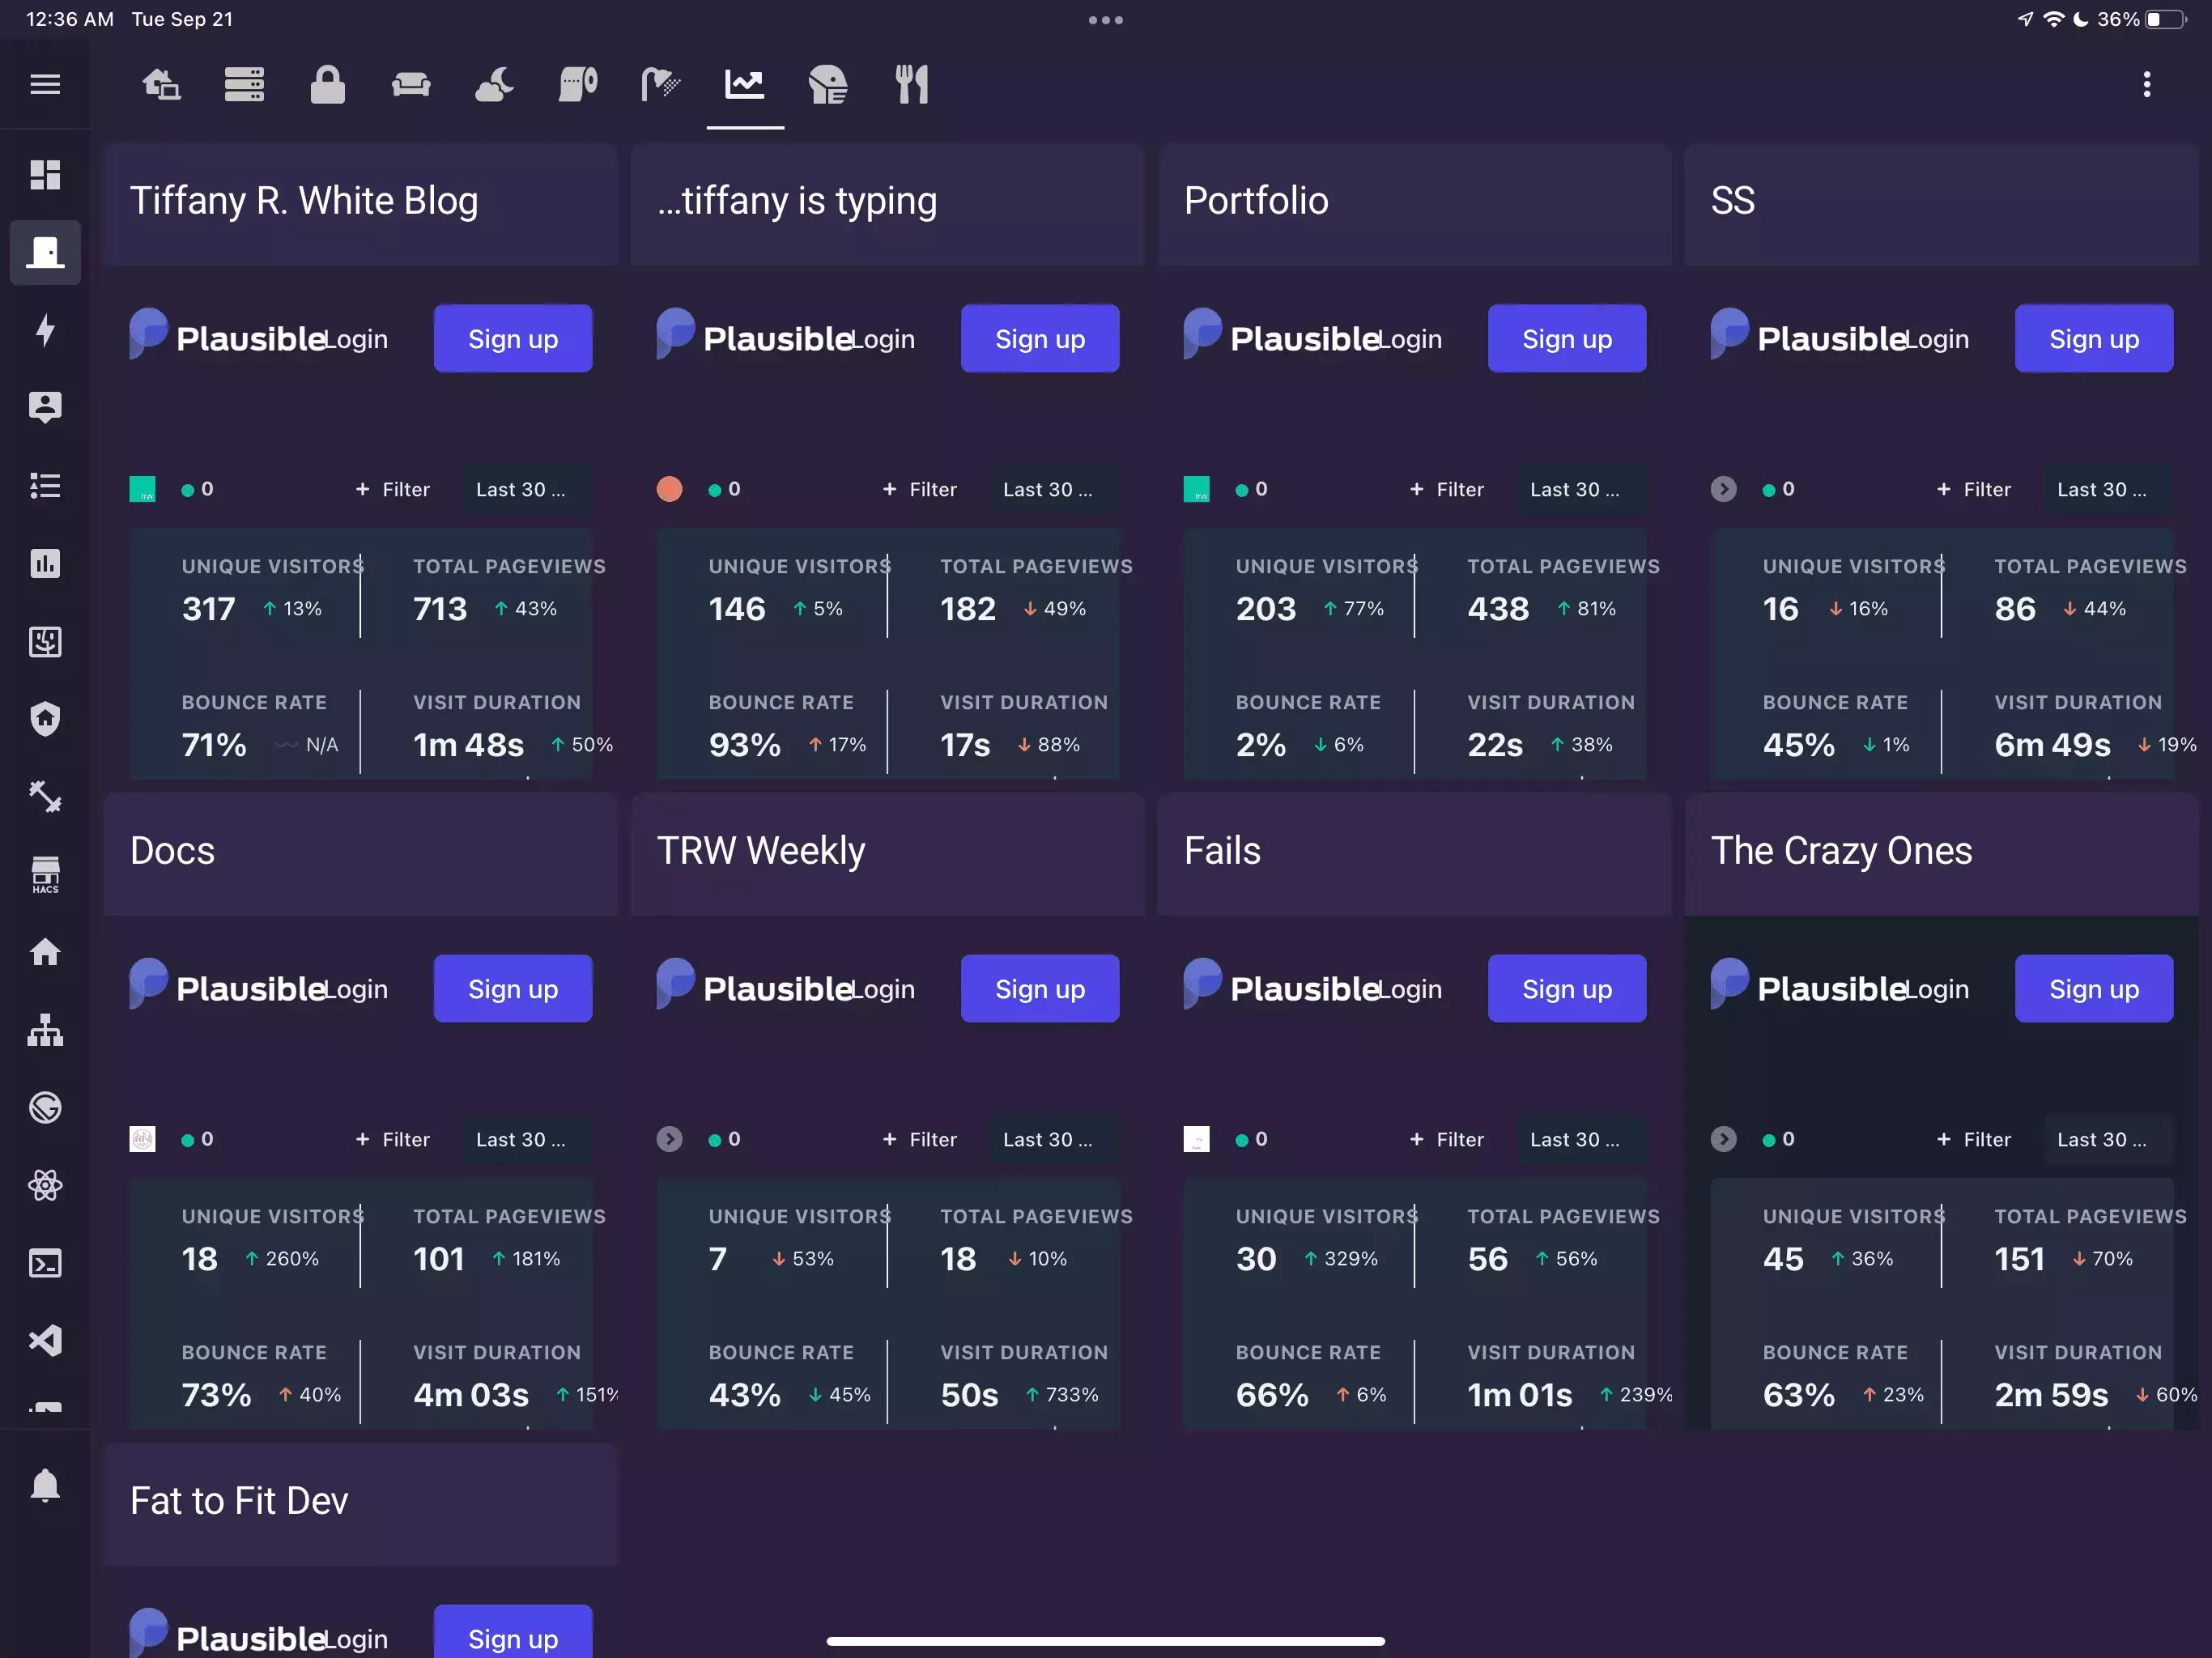 12:36 AM Tue Sep 21
36%
HACS
Tiffany R. White Blog
Plausible Login Sign up
trw 0 + Filter Last 30 ...
UNIQUE VISITORS TOTAL PAGEVIEWS
317 ↑ 13% 713 ↑ 43%
BOUNCE RATE VISIT DURATION
71% N/A 1m 48s ↑ 50%
...tiffany is typing
Plausible Login Sign up
0 + Filter Last 30 ...
UNIQUE VISITORS TOTAL PAGEVIEWS
146 ↑ 5% 182 ↓ 49%
BOUNCE RATE VISIT DURATION
93% ↑ 17% 17s ↓ 88%
Portfolio
Plausible Login Sign up
trw 0 + Filter Last 30 ...
UNIQUE VISITORS TOTAL PAGEVIEWS
203 ↑ 77% 438 ↑ 81%
BOUNCE RATE VISIT DURATION
2% ↓ 6% 22s ↑ 38%
SS
Plausible Login Sign up
0 + Filter Last 30 ...
UNIQUE VISITORS TOTAL PAGEVIEWS
16 ↓ 16% 86 ↓ 44%
BOUNCE RATE VISIT DURATION
45% ↓ 1% 6m 49s ↓ 19%
Docs
Plausible Login Sign up
0 + Filter Last 30 ...
UNIQUE VISITORS TOTAL PAGEVIEWS
18 ↑ 260% 101 ↑ 181%
BOUNCE RATE VISIT DURATION
73% ↑ 40% 4m 03s ↑ 151%
TRW Weekly
Plausible Login Sign up
0 + Filter Last 30 ...
UNIQUE VISITORS TOTAL PAGEVIEWS
7 ↓ 53% 18 ↓ 10%
BOUNCE RATE VISIT DURATION
43% ↓ 45% 50s ↑ 733%
Fails
Plausible Login Sign up
0 + Filter Last 30 ...
UNIQUE VISITORS TOTAL PAGEVIEWS
30 ↑ 329% 56 ↑ 56%
BOUNCE RATE VISIT DURATION
66% ↑ 6% 1m 01s ↑ 239%
The Crazy Ones
Plausible Login Sign up
0 + Filter Last 30 ...
UNIQUE VISITORS TOTAL PAGEVIEWS
45 ↑ 36% 151 ↓ 70%
BOUNCE RATE VISIT DURATION
63% ↑ 23% 2m 59s ↓ 60%
Fat to Fit Dev
Plausible Login Sign up